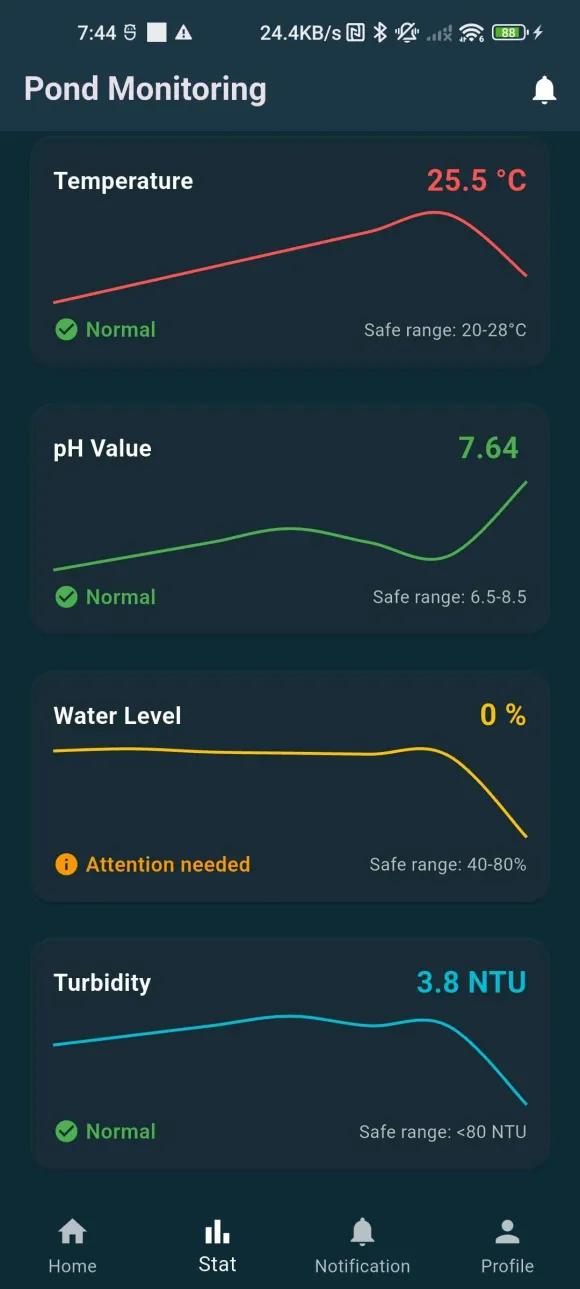 7:44 24.4KB/s 6 88
Pond Monitoring
Temperature 25.5 °C
Normal Safe range: 20-28°C
pH Value 7.64
Normal Safe range: 6.5-8.5
Water Level 0 %
Attention needed Safe range: 40-80%
Turbidity 3.8 NTU
Normal Safe range: <80 NTU
Home Stat Notification Profile